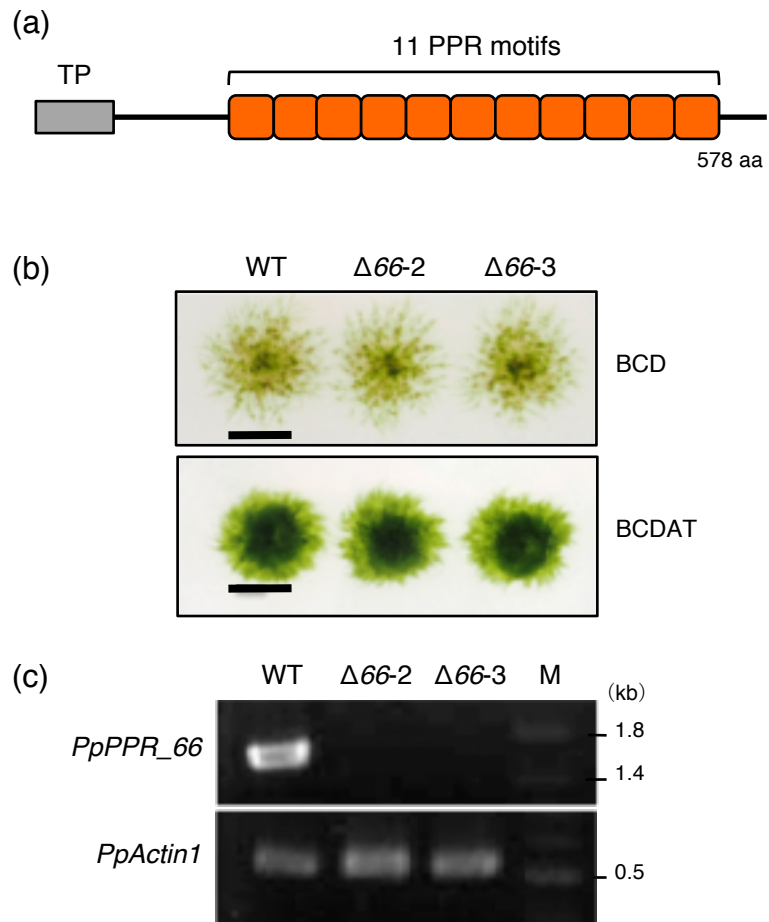 (a)
11 PPR motifs
TP
578 aa
(b)
WT Δ66-2 Δ66-3
BCD
BCDAT
(c)
WT Δ66-2 Δ66-3 M
(kb)
PpPPR_66
1.8
1.4
PpActin1
0.5